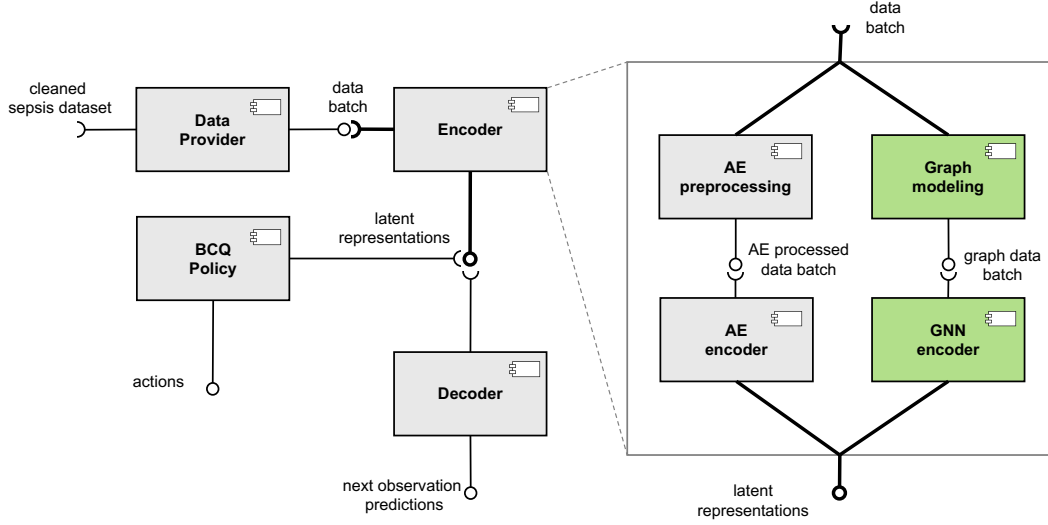 cleaned
sepsis dataset
Data
Provider
data
batch
Encoder
latent
representations
BCQ
Policy
actions
Decoder
next observation
predictions
data
batch
AE
preprocessing
Graph
modeling
AE processed
data batch
graph data
batch
AE
encoder
GNN
encoder
latent
representations